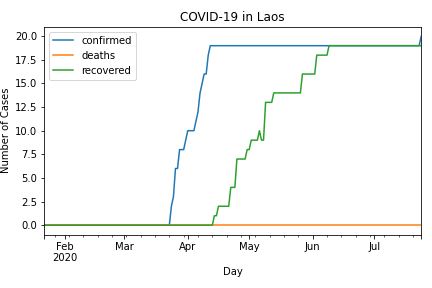 COVID-19 in Laos
confirmed
deaths
recovered
20.0
17.5
15.0
12.5
10.0
7.5
5.0
2.5
0.0
Number of Cases
Feb
2020
Mar
Apr
May
Jun
Jul
Day